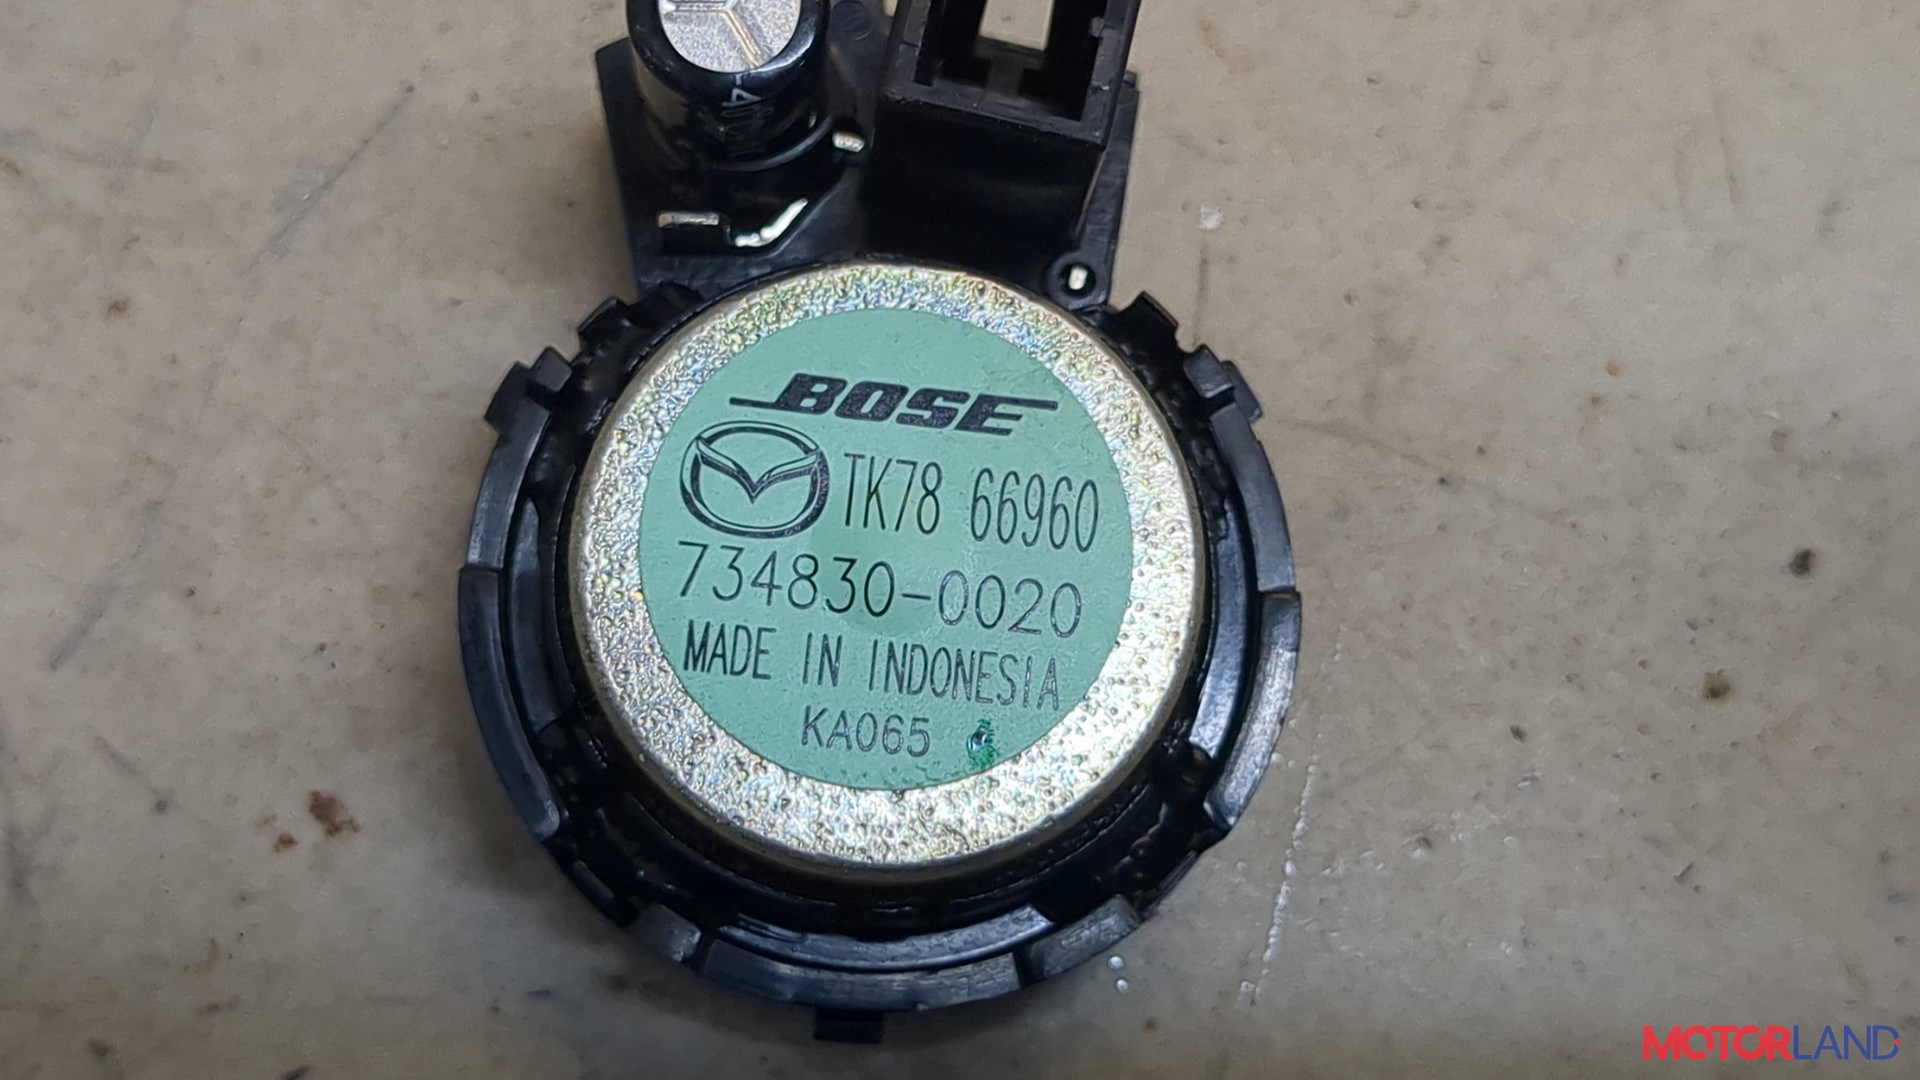 BOSE
TK78 66960
734830-0020
MADE IN INDONESIA
KA065
MOTORLAND